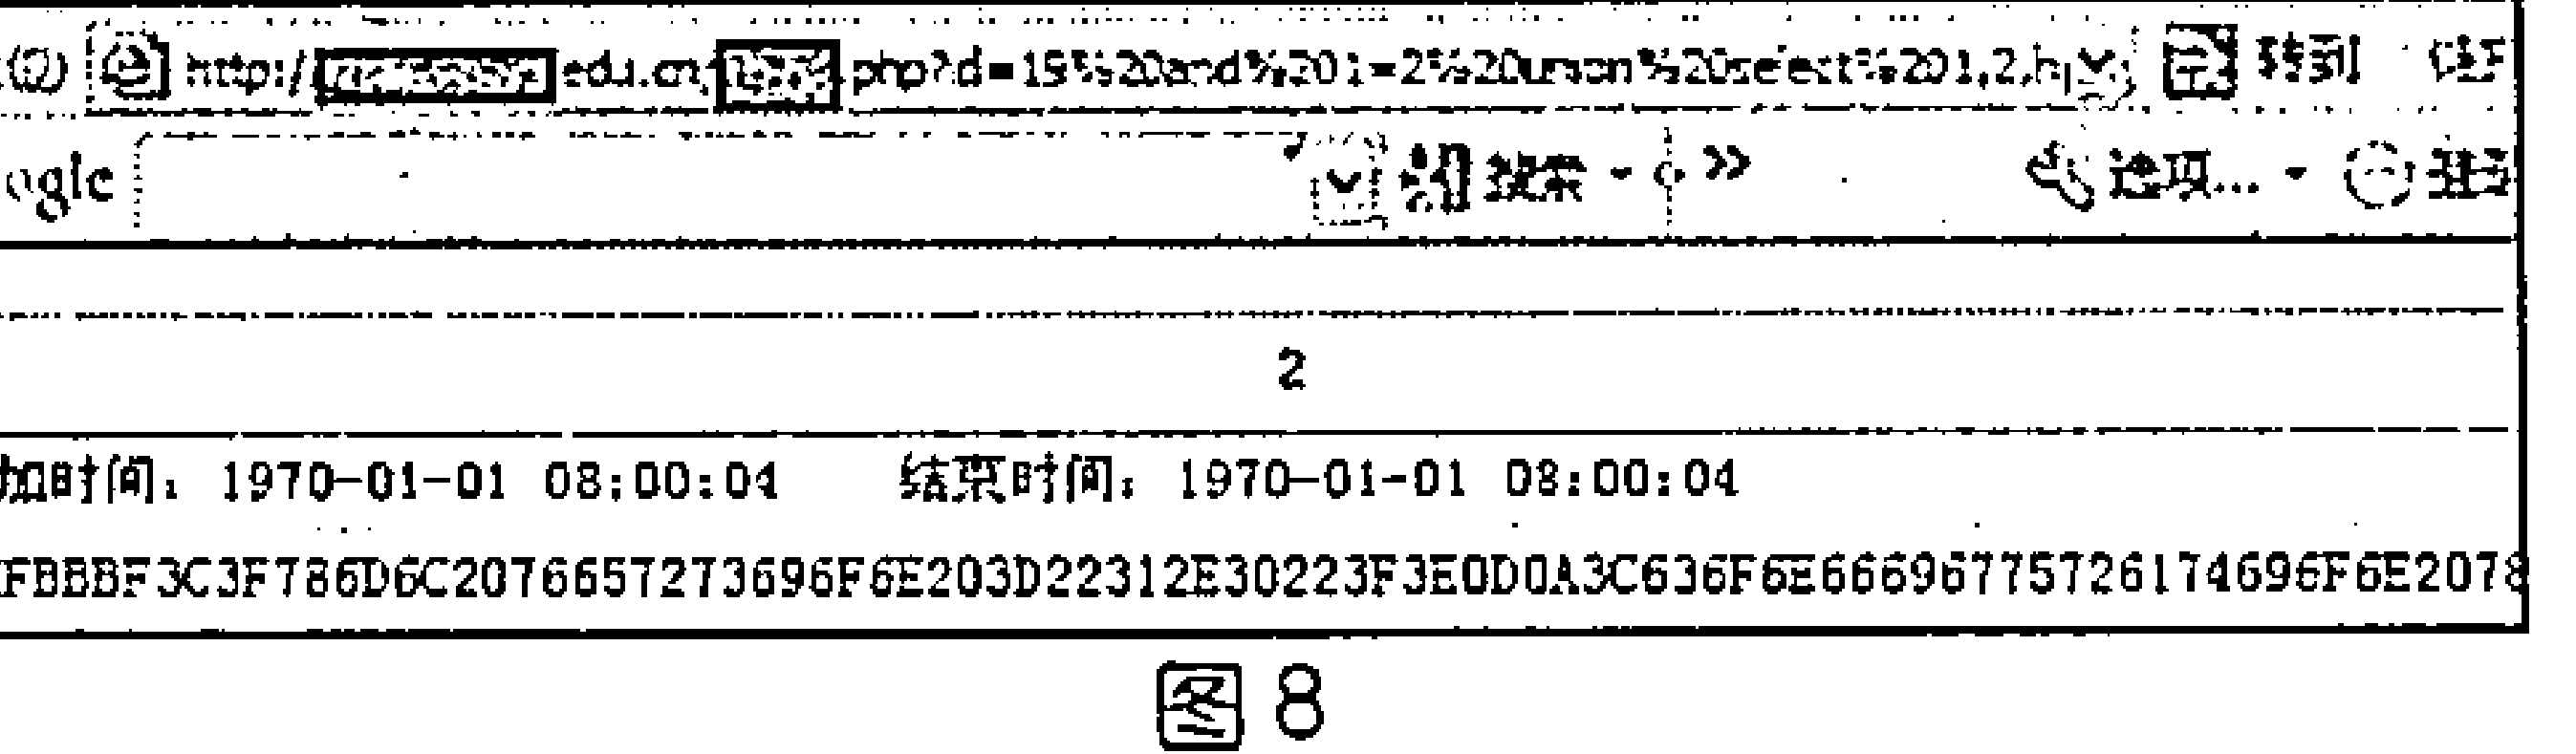 http:// edu.cn/ php?id=19%20and%201=2%20union%20select%201,2,h 转到
ogle 搜索 » 选项...
2
加时间: 1970-01-01 08:00:04 结束时间: 1970-01-01 08:00:04
FBBBF3C3F786D6C2076657273696F6E203D22312E30223F3E0D0A3C636F6E66696775726174696F6E2078
图 8